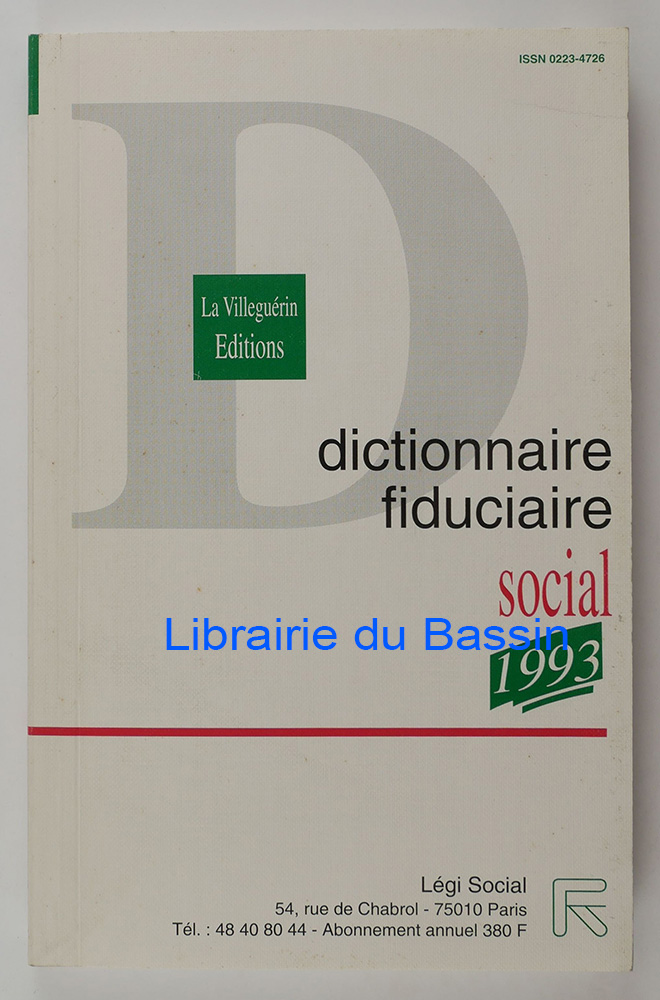 ISSN 0223-4726
D
La Villeguérin
Editions
dictionnaire
fiduciaire
social
Librairie du Bassin
1993
Légi Social
54, rue de Chabrol - 75010 Paris
Tél. : 48 40 80 44 - Abonnement annuel 380 F